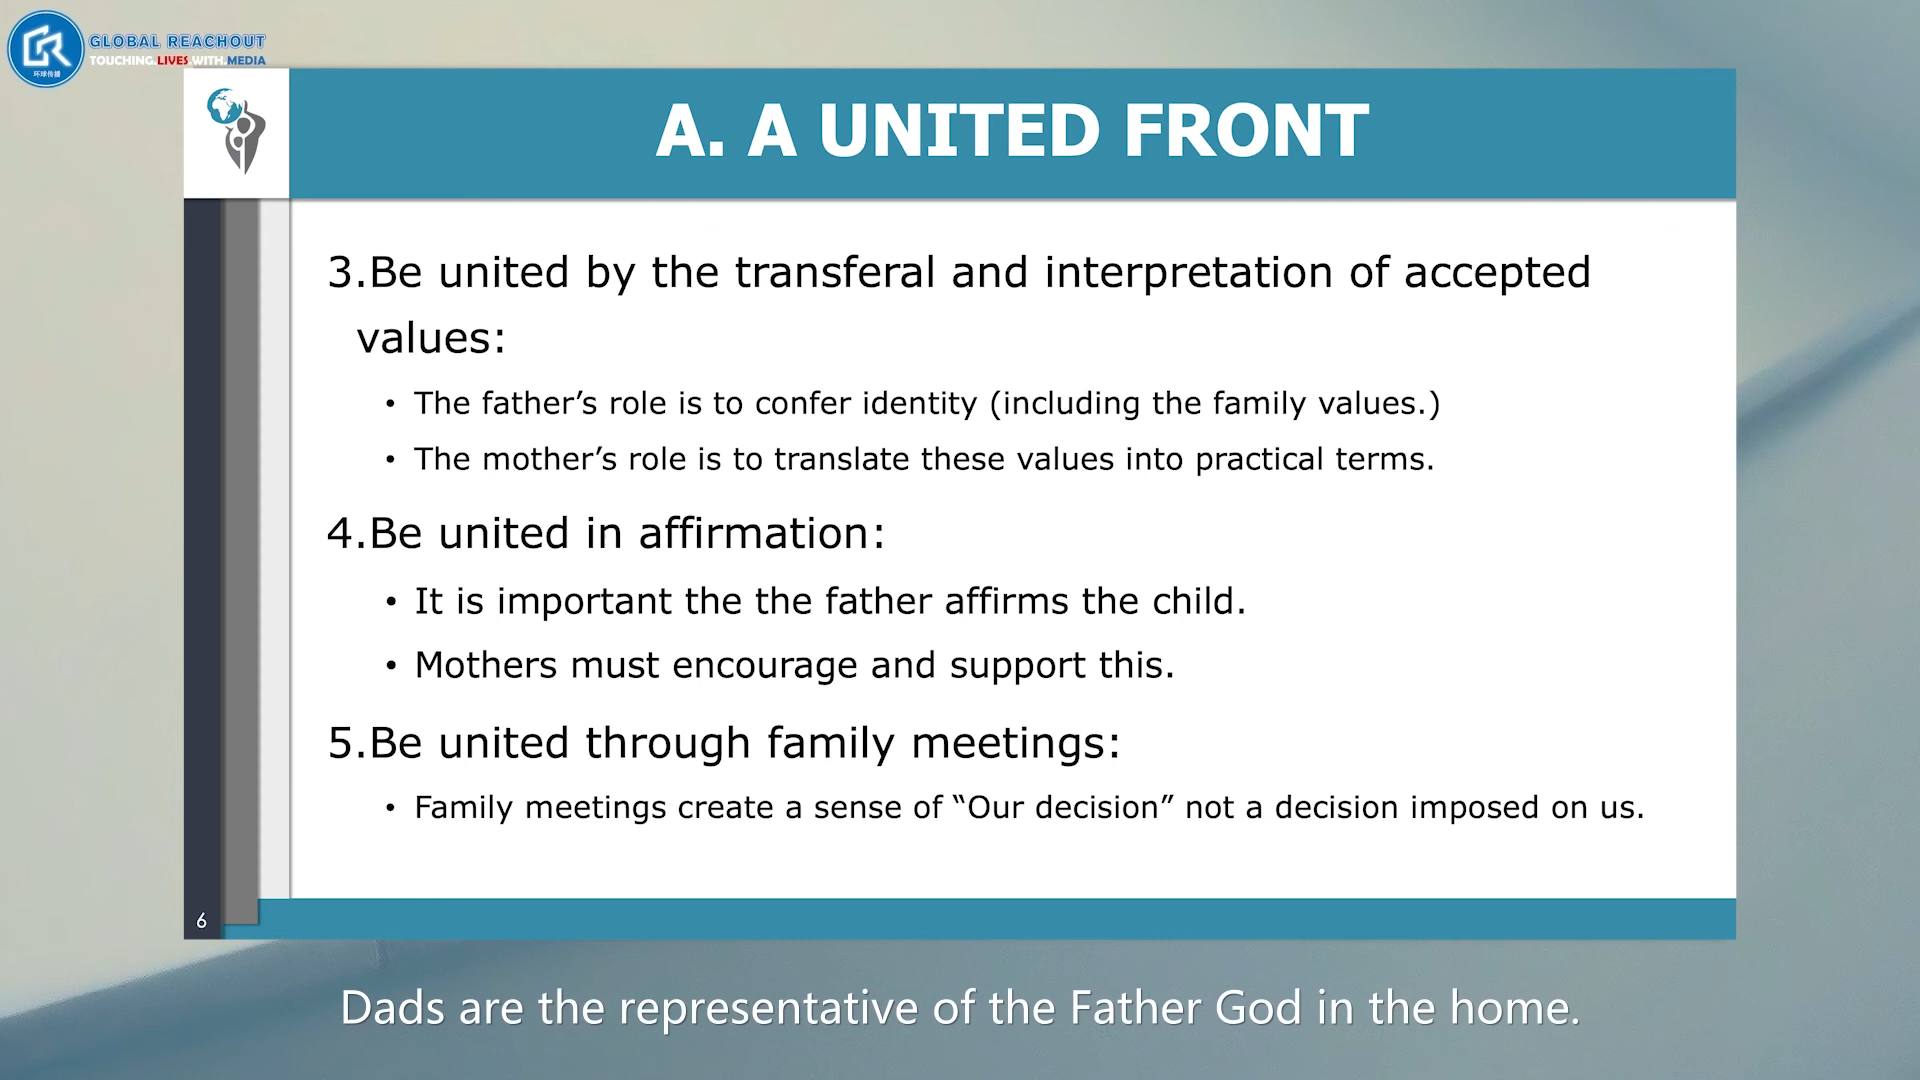 GLOBAL REACHOUT
TOUCHING.LIVES.WITH.MEDIA
环球传播
A. A UNITED FRONT
3.Be united by the transferal and interpretation of accepted
values:
• The father’s role is to confer identity (including the family values.)
• The mother’s role is to translate these values into practical terms.
4.Be united in affirmation:
• It is important the the father affirms the child.
• Mothers must encourage and support this.
5.Be united through family meetings:
• Family meetings create a sense of “Our decision” not a decision imposed on us.
6
Dads are the representative of the Father God in the home.